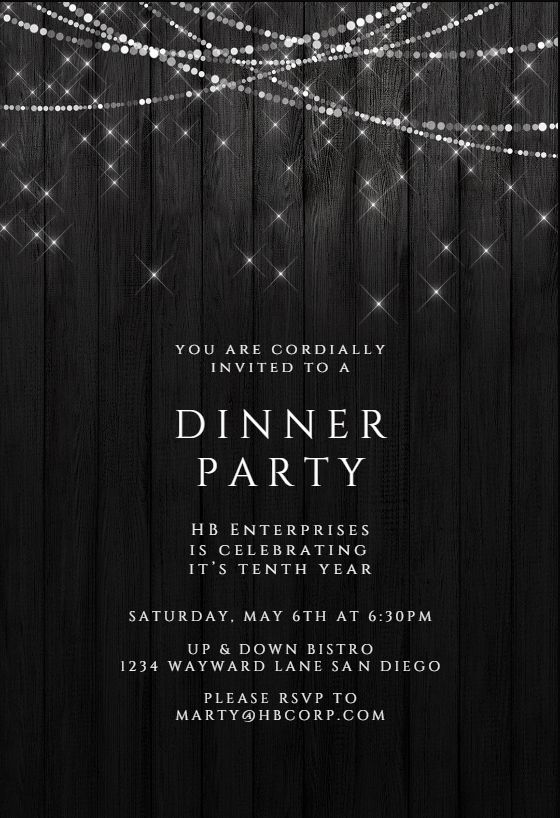 YOU ARE CORDIALLY
INVITED TO A
DINNER
PARTY
HB ENTERPRISES
IS CELEBRATING
IT'S TENTH YEAR
SATURDAY, MAY 6TH AT 6:30PM
UP & DOWN BISTRO
1234 WAYWARD LANE SAN DIEGO
PLEASE RSVP TO
MARTY@HBCORP.COM